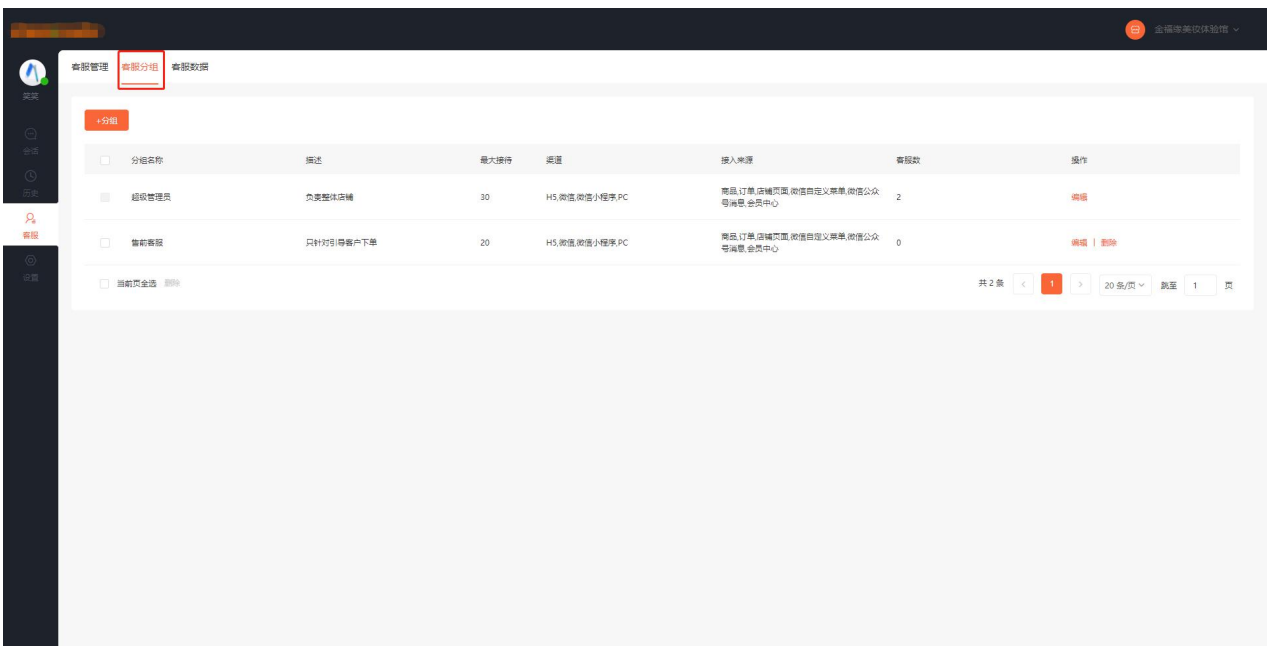 金福缘美妆体验馆
客服管理 客服分组 客服数据
笑笑
会话
历史
客服
设置
+分组
分组名称 描述 最大接待 渠道 接入来源 客服数 操作
超级管理员 负责整体店铺 30 H5,微信,微信小程序,PC 商品,订单,店铺页面,微信自定义菜单,微信公众
号消息,会员中心 2 编辑
售前客服 只针对引导客户下单 20 H5,微信,微信小程序,PC 商品,订单,店铺页面,微信自定义菜单,微信公众
号消息,会员中心 0 编辑 | 删除
当前页全选 删除 共 2 条 < 1 > 20 条/页 跳至 1 页